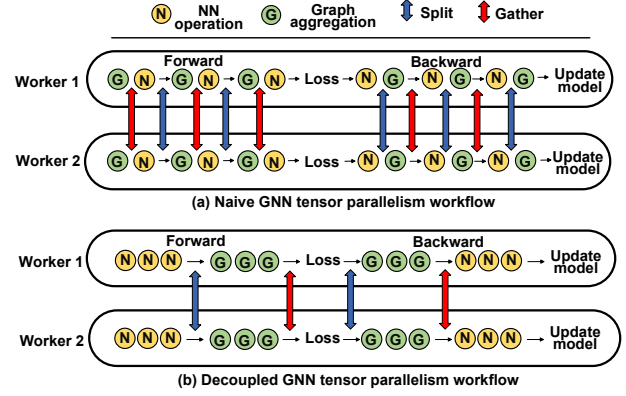 N NN operation G Graph aggregation Split Gather
Forward Backward
Worker 1 G N G N G N Loss N G N G N G Update model
Worker 2 G N G N G N Loss N G N G N G Update model
(a) Naive GNN tensor parallelism workflow
Forward Backward
Worker 1 N N N G G G Loss G G G N N N Update model
Worker 2 N N N G G G Loss G G G N N N Update model
(b) Decoupled GNN tensor parallelism workflow